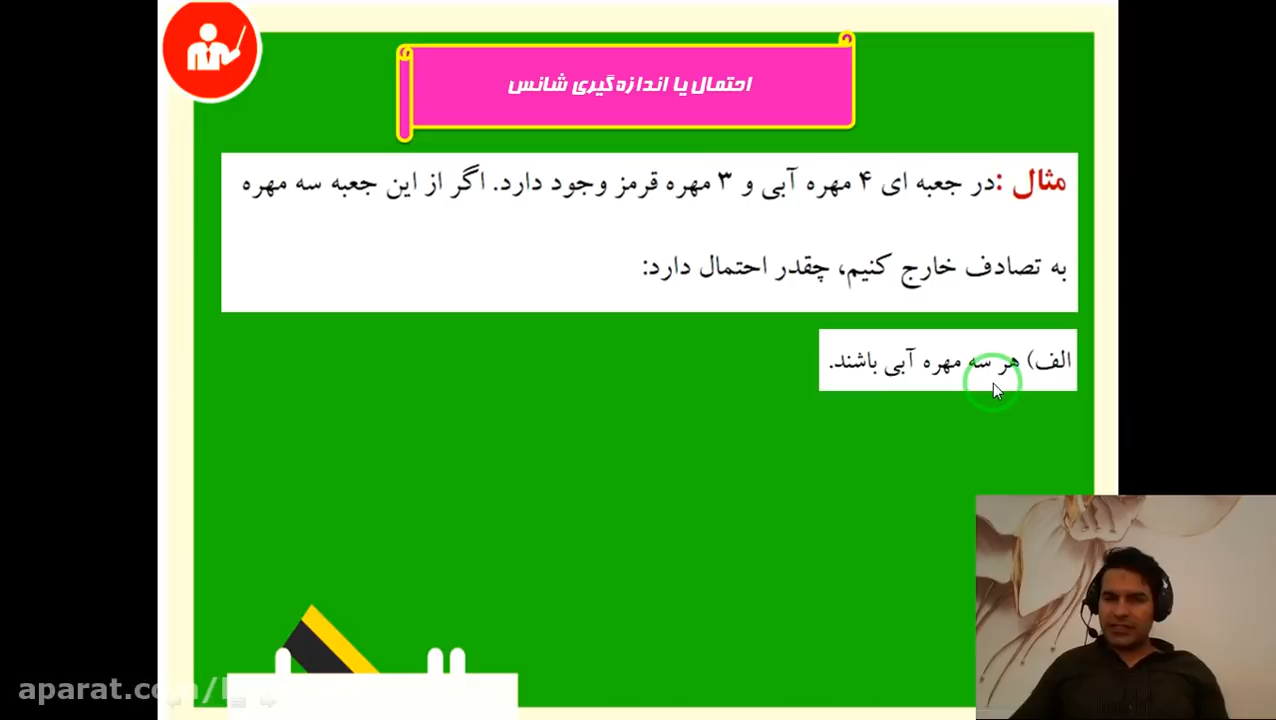 احتمال یا اندازه‌گیری شانس
مثال :در جعبه ای ۴ مهره آبی و ۳ مهره قرمز وجود دارد. اگر از این جعبه سه مهره
به تصادف خارج کنیم، چقدر احتمال دارد:
الف) هر سه مهره آبی باشند.
aparat.com/